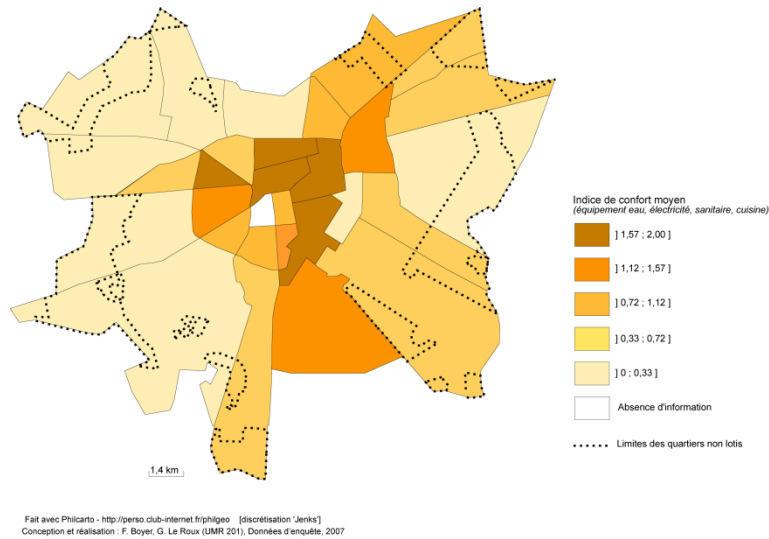 Indice de confort moyen
(équipement eau, électricité, sanitaire, cuisine)
] 1,57 ; 2,00 ]
] 1,12 ; 1,57 ]
] 0,72 ; 1,12 ]
] 0,33 ; 0,72 ]
] 0 ; 0,33 ]
Absence d'information
Limites des quartiers non lotis
1,4 km
Fait avec Philcarto - http://perso.club-internet.fr/philgeo [discrétisation 'Jenks']
Conception et réalisation : F. Boyer, G. Le Roux (UMR 201), Données d'enquête, 2007